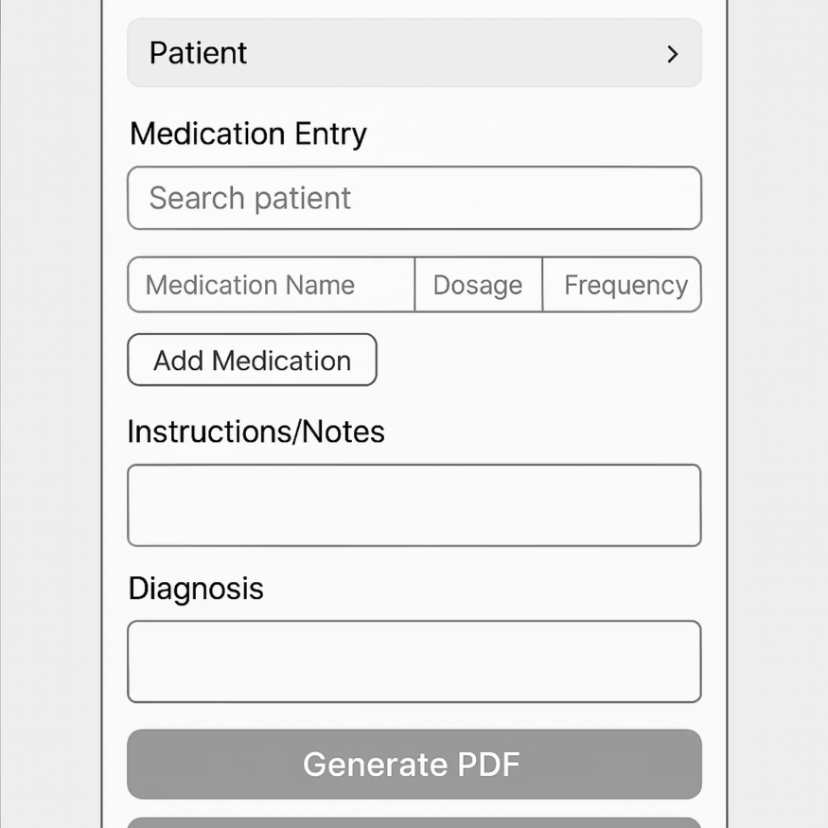 Patient
Medication Entry
Search patient
Medication Name Dosage Frequency
Add Medication
Instructions/Notes
Diagnosis
Generate PDF